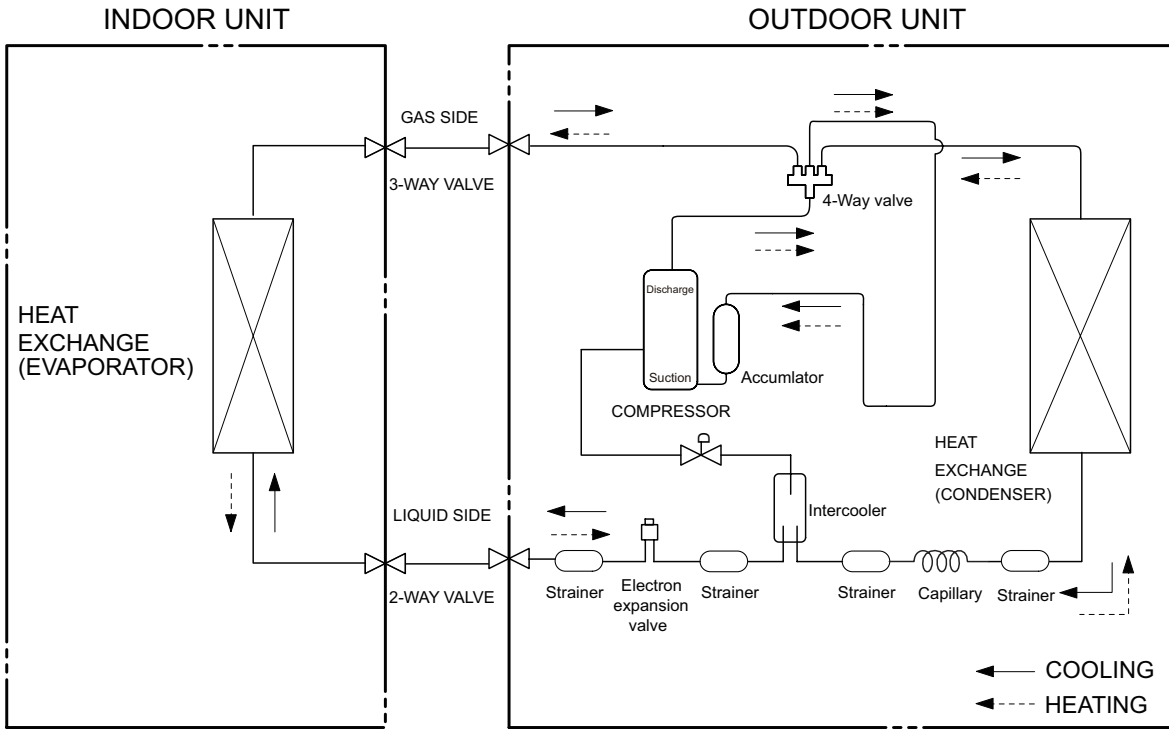 INDOOR UNIT
OUTDOOR UNIT
GAS SIDE
3-WAY VALVE
4-Way valve
Discharge
HEAT
EXCHANGE
(EVAPORATOR)
Suction
Accumlator
COMPRESSOR
HEAT
EXCHANGE
(CONDENSER)
Intercooler
LIQUID SIDE
2-WAY VALVE
Strainer
Electron
expansion
valve
Strainer
Strainer
Capillary
Strainer
COOLING
HEATING